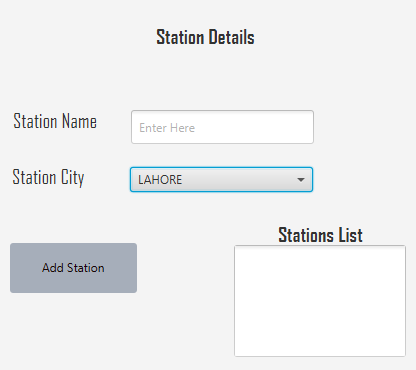 Station Details
Station Name
Enter Here
Station City
LAHORE
Add Station
Stations List